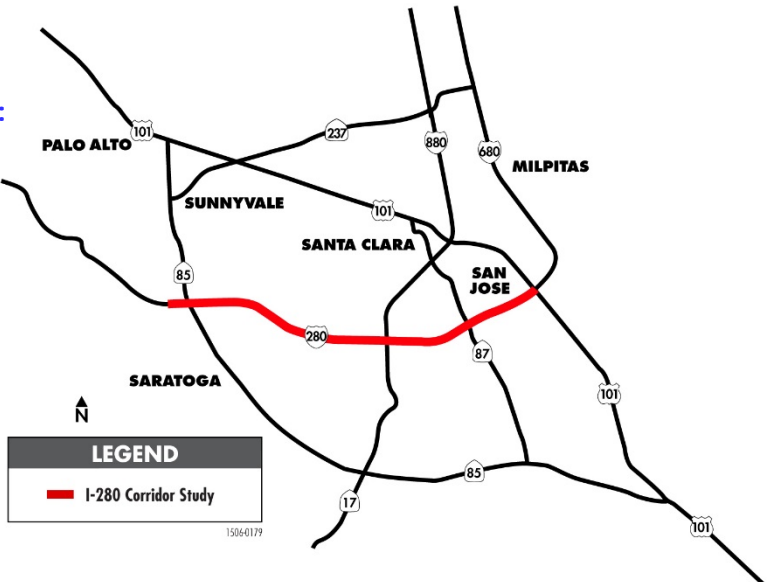 :
101
237
PALO ALTO
880
680
MILPITAS
SUNNYVALE
101
SANTA CLARA
SAN
JOSE
85
280
87
SARATOGA
101
N
LEGEND
I-280 Corridor Study
85
17
101
1506-0179